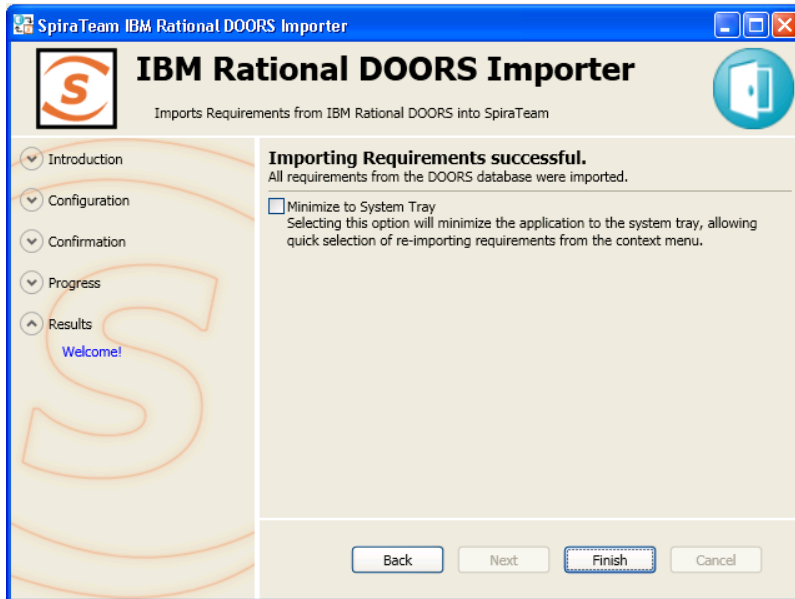 SpiraTeam IBM Rational DOORS Importer
S
IBM Rational DOORS Importer
Imports Requirements from IBM Rational DOORS into SpiraTeam
Introduction
Configuration
Confirmation
Progress
Results
Welcome!
Importing Requirements successful.
All requirements from the DOORS database were imported.
Minimize to System Tray
Selecting this option will minimize the application to the system tray, allowing
quick selection of re-importing requirements from the context menu.
Back
Next
Finish
Cancel